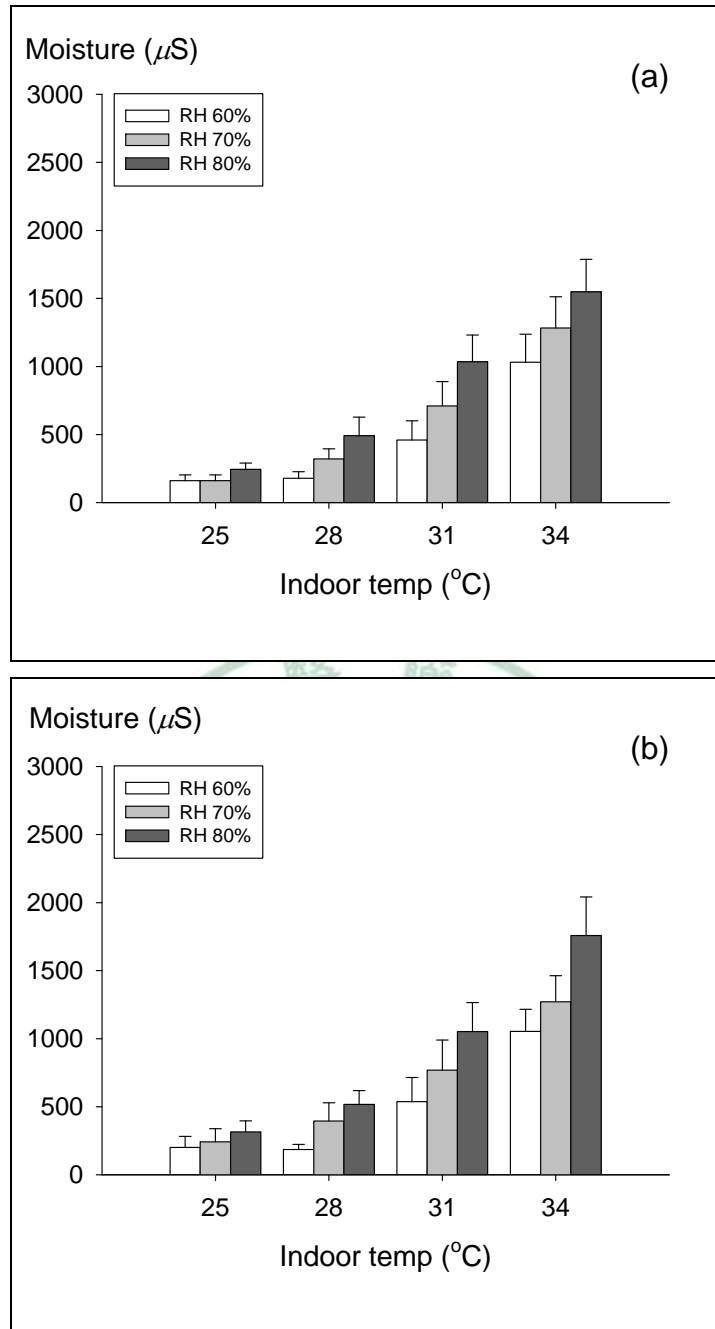 Moisture (μS)
(a)
3000
2500
2000
1500
1000
500
0
RH 60%
RH 70%
RH 80%
25 28 31 34
Indoor temp (°C)
Moisture (μS)
(b)
3000
2500
2000
1500
1000
500
0
RH 60%
RH 70%
RH 80%
25 28 31 34
Indoor temp (°C)